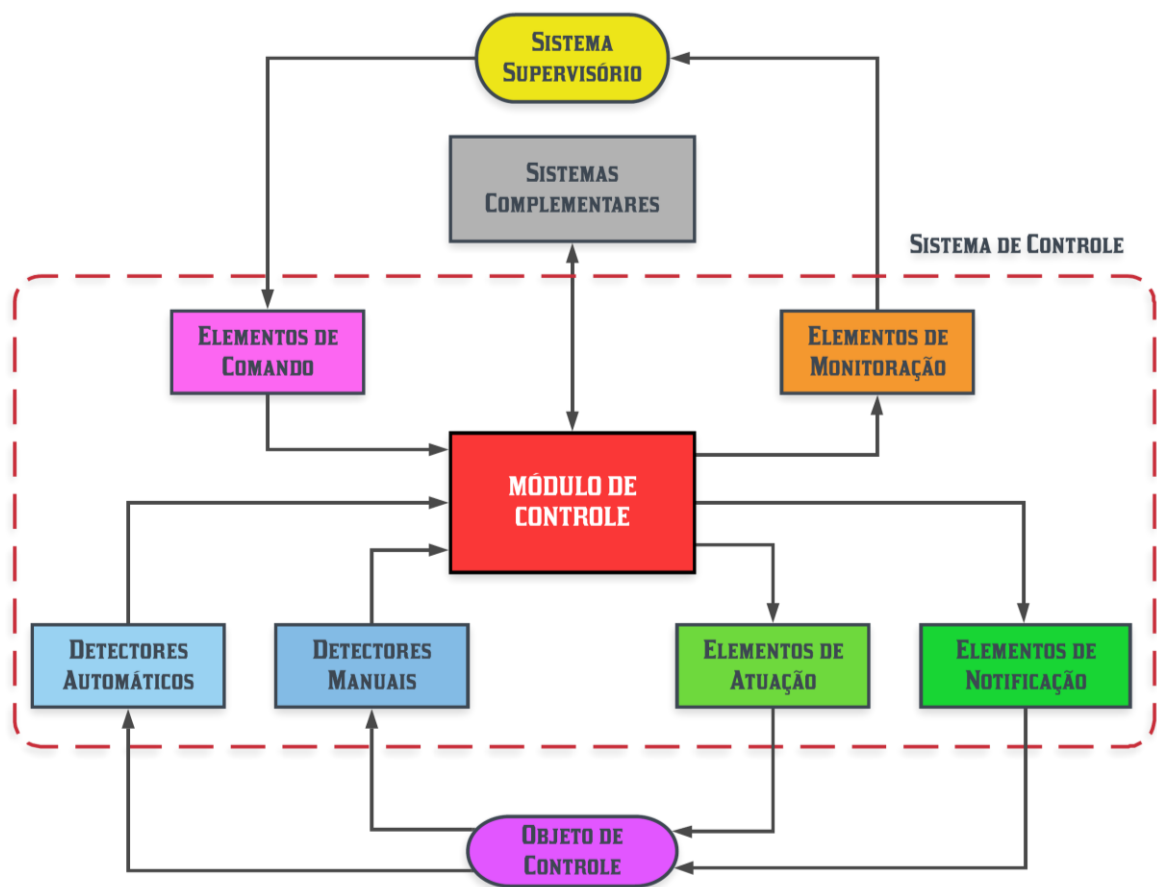 Sistema
Supervisório
Sistemas
Complementares
Sistema de Controle
Elementos de
Comando
Elementos de
Monitoração
MÓDULO DE
CONTROLE
Detectores
Automáticos
Detectores
Manuais
Elementos de
Atuação
Elementos de
Notificação
Objeto de
Controle